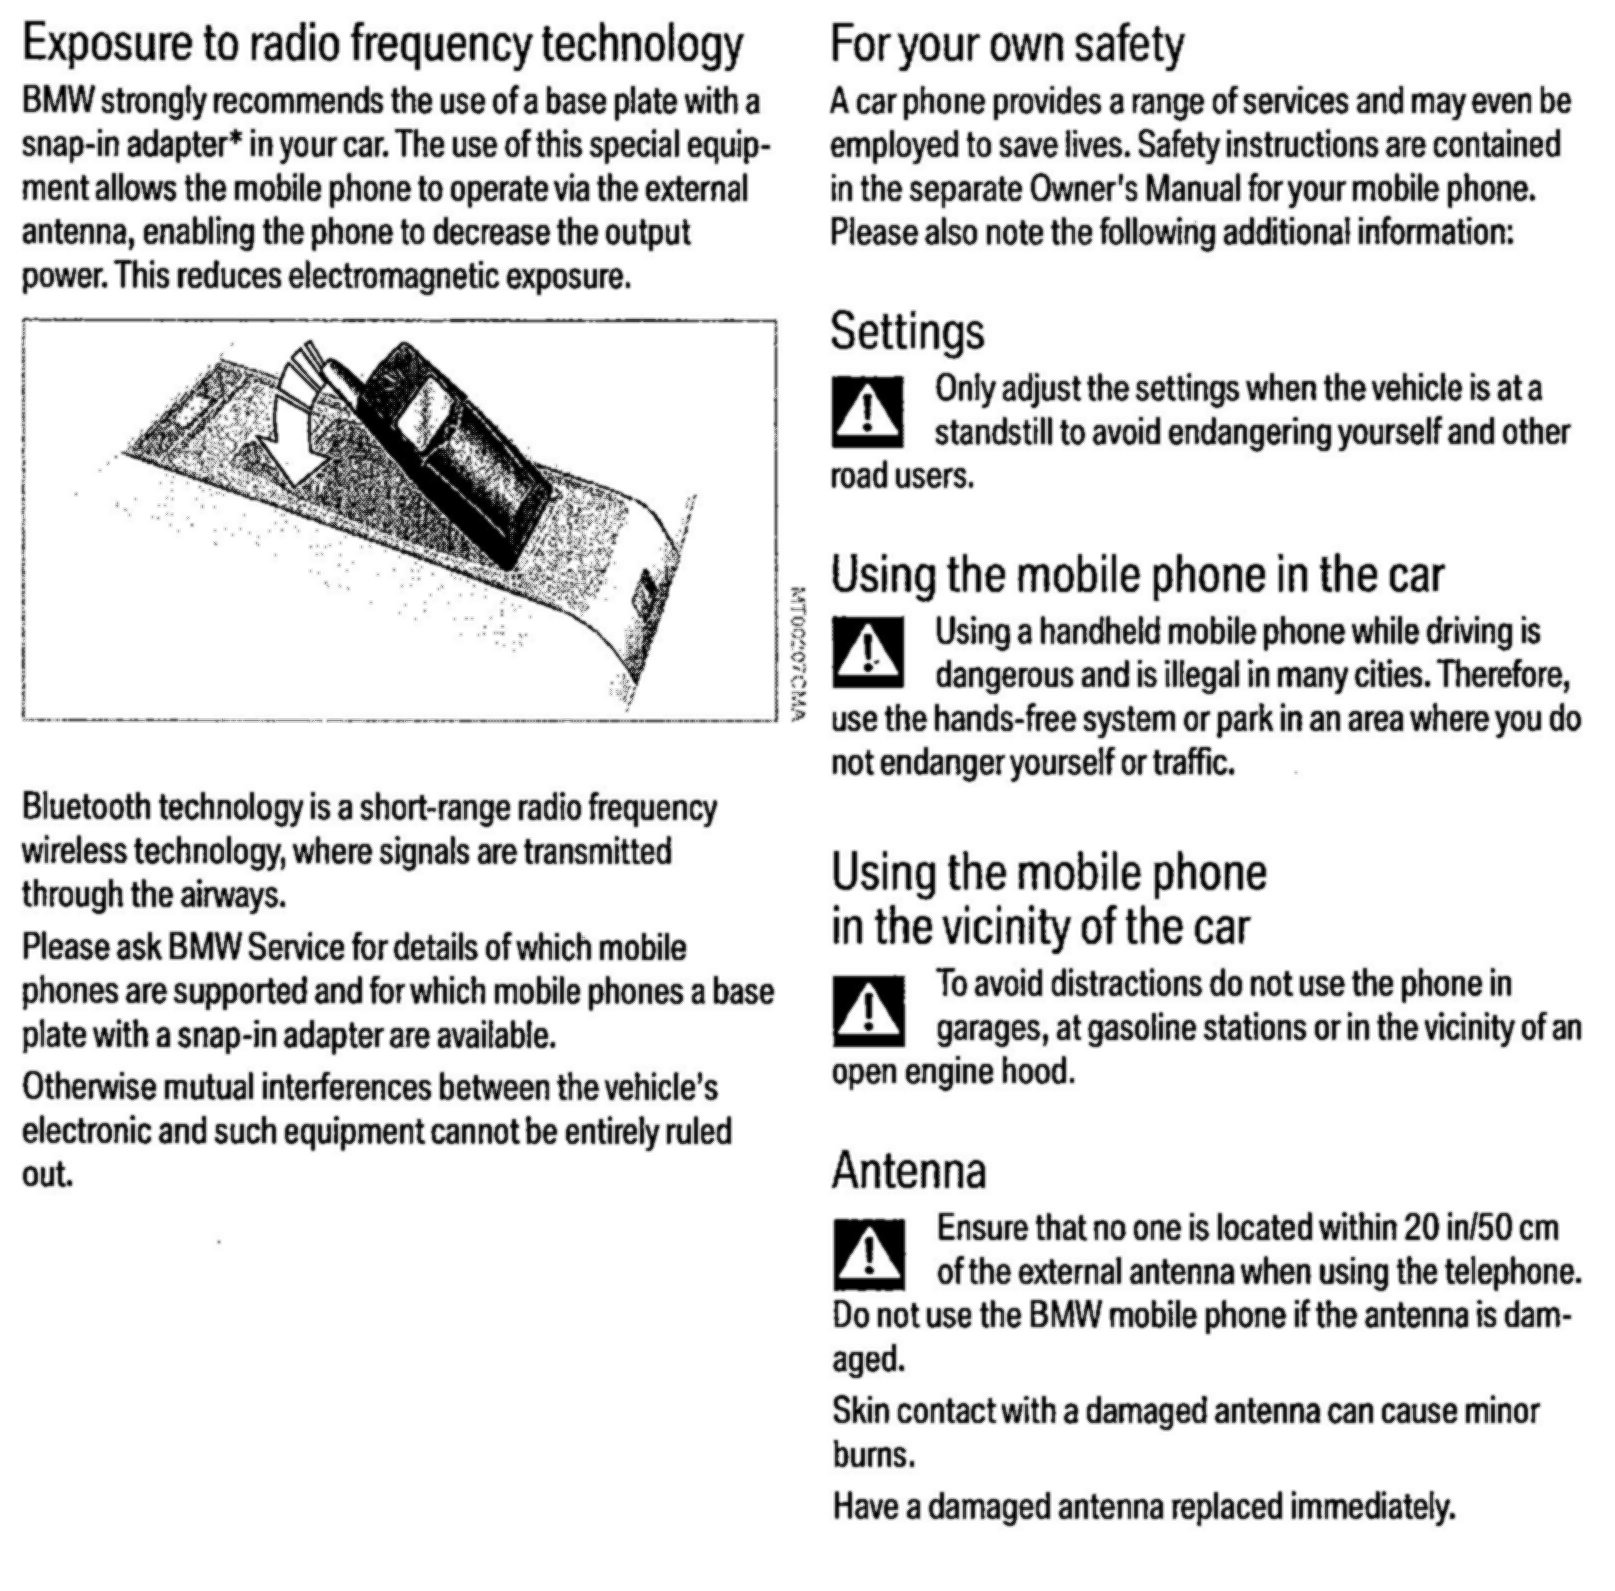 Exposure to radio frequency technology
BMW strongly recommends the use of a base plate with a
snap-in adapter* in your car. The use of this special equip-
ment allows the mobile phone to operate via the external
antenna, enabling the phone to decrease the output
power. This reduces electromagnetic exposure.
MT00207CMA
Bluetooth technology is a short-range radio frequency
wireless technology, where signals are transmitted
through the airways.
Please ask BMW Service for details of which mobile
phones are supported and for which mobile phones a base
plate with a snap-in adapter are available.
Otherwise mutual interferences between the vehicle's
electronic and such equipment cannot be entirely ruled
out.
For your own safety
A car phone provides a range of services and may even be
employed to save lives. Safety instructions are contained
in the separate Owner's Manual for your mobile phone.
Please also note the following additional information:
Settings
Only adjust the settings when the vehicle is at a
standstill to avoid endangering yourself and other
road users.
Using the mobile phone in the car
Using a handheld mobile phone while driving is
dangerous and is illegal in many cities. Therefore,
use the hands-free system or park in an area where you do
not endanger yourself or traffic.
Using the mobile phone
in the vicinity of the car
To avoid distractions do not use the phone in
garages, at gasoline stations or in the vicinity of an
open engine hood.
Antenna
Ensure that no one is located within 20 in/50 cm
of the external antenna when using the telephone.
Do not use the BMW mobile phone if the antenna is dam-
aged.
Skin contact with a damaged antenna can cause minor
burns.
Have a damaged antenna replaced immediately.